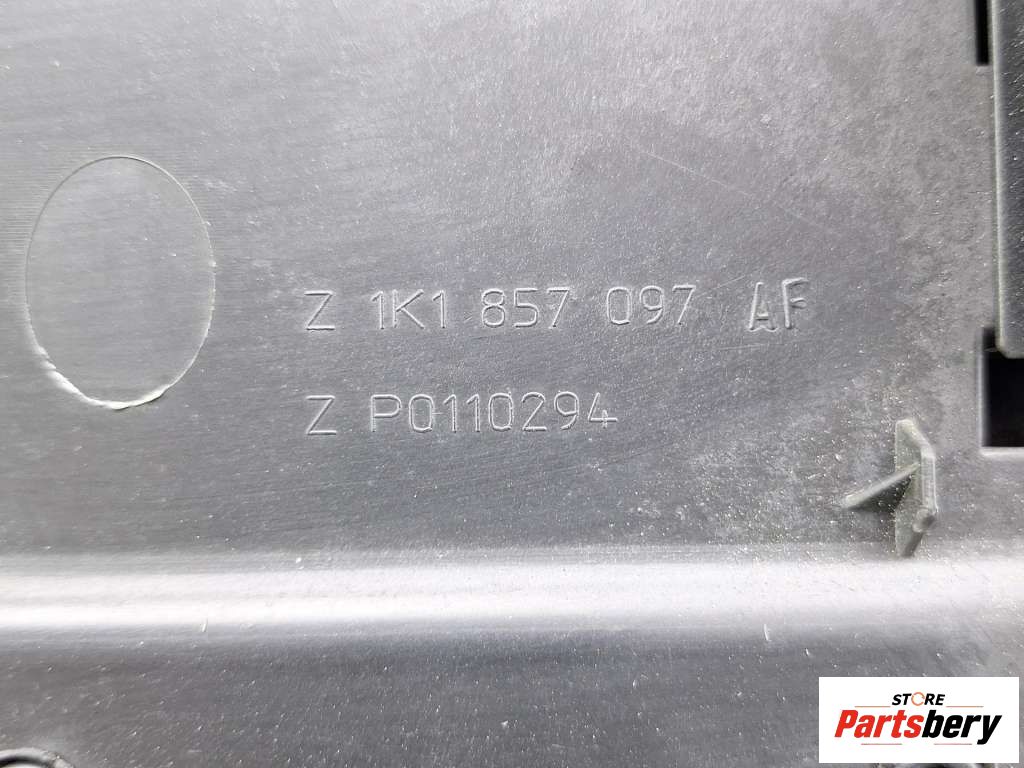 Z 1K1 857 097 AF
Z P0110294
STORE
Partsbery